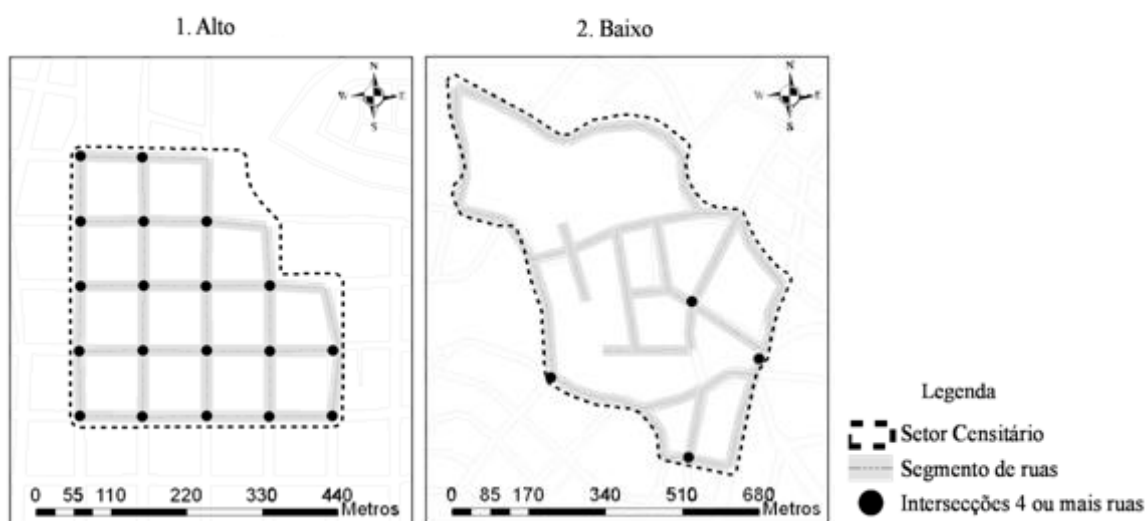 1. Alto
2. Baixo
N
W E
S
N
W E
S
0 55 110 220 330 440
Metros
0 85 170 340 510 680
Metros
Legenda
Setor Censitário
Segmento de ruas
Intersecções 4 ou mais ruas